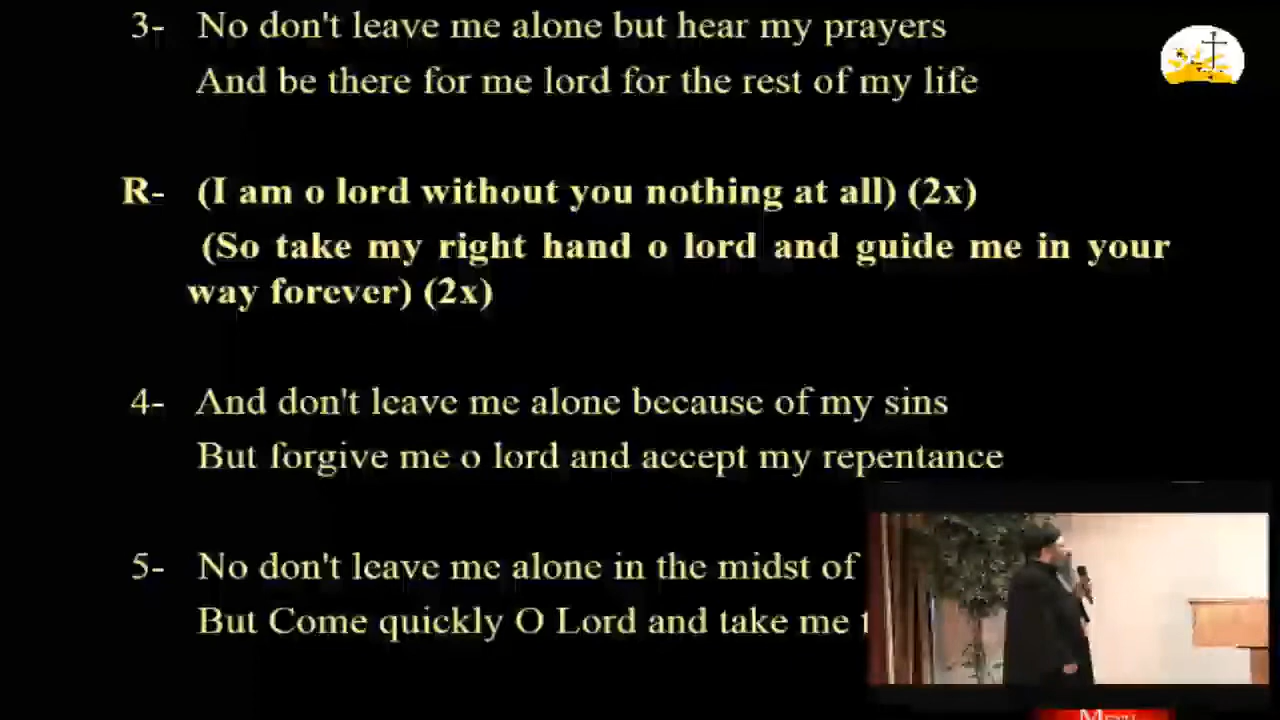 3- No don't leave me alone but hear my prayers
And be there for me lord for the rest of my life
R- (I am o lord without you nothing at all) (2x)
(So take my right hand o lord and guide me in your
way forever) (2x)
4- And don't leave me alone because of my sins
But forgive me o lord and accept my repentance
5- No don't leave me alone in the midst of
But Come quickly O Lord and take me